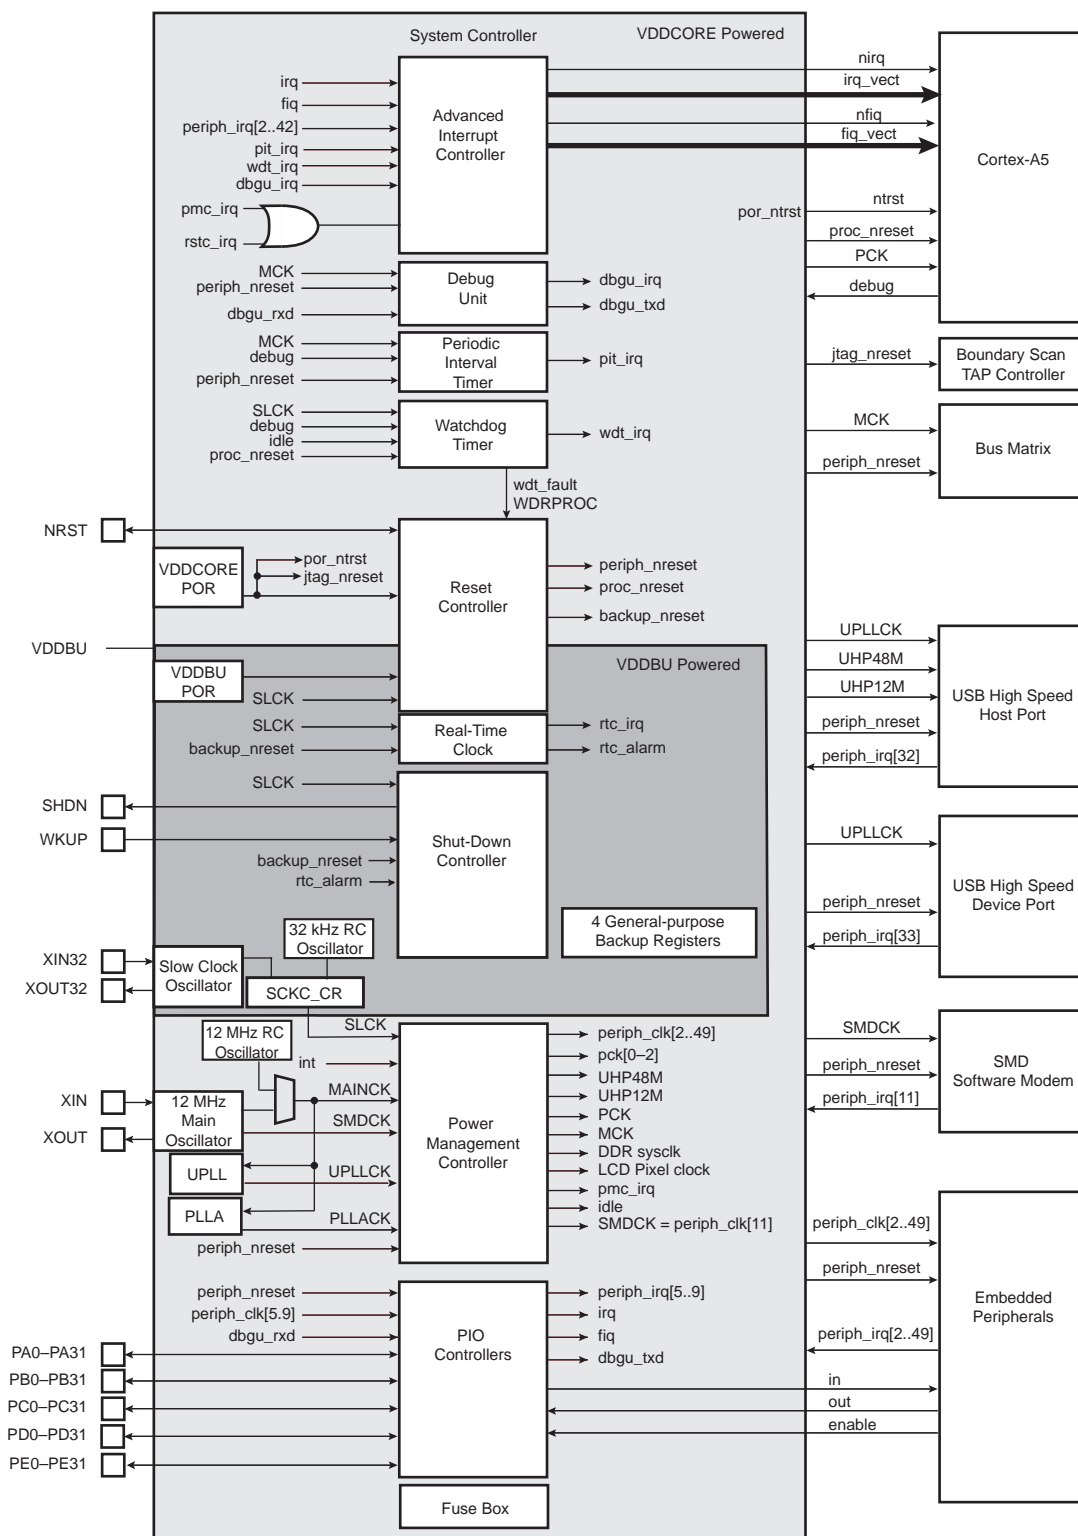 System Controller
VDDCORE Powered
irq
fiq
periph_irq[2..42]
pit_irq
wdt_irq
dbgu_irq
pmc_irq
rstc_irq
Advanced
Interrupt
Controller
nirq
irq_vect
nfiq
fiq_vect
Cortex-A5
por_ntrst
ntrst
proc_nreset
PCK
debug
MCK
periph_nreset
dbgu_rxd
Debug
Unit
dbgu_irq
dbgu_txd
MCK
debug
periph_nreset
Periodic
Interval
Timer
pit_irq
jtag_nreset
Boundary Scan
TAP Controller
SLCK
debug
idle
proc_nreset
Watchdog
Timer
wdt_irq
MCK
periph_nreset
Bus Matrix
wdt_fault
WDRPROC
NRST
VDDCORE
POR
por_ntrst
jtag_nreset
Reset
Controller
periph_nreset
proc_nreset
backup_nreset
VDDBU
VDDBU Powered
VDDBU
POR
SLCK
UPLLCK
UHP48M
UHP12M
periph_nreset
periph_irq[32]
USB High Speed
Host Port
SLCK
backup_nreset
Real-Time
Clock
rtc_irq
rtc_alarm
SLCK
SHDN
WKUP
backup_nreset
rtc_alarm
Shut-Down
Controller
UPLLCK
periph_nreset
periph_irq[33]
USB High Speed
Device Port
4 General-purpose
Backup Registers
32 kHz RC
Oscillator
XIN32
XOUT32
Slow Clock
Oscillator
SCKC_CR
SLCK
12 MHz RC
Oscillator
int
XIN
XOUT
12 MHz
Main
Oscillator
MAINCK
SMDCK
UPLL
UPLLCK
PLLA
PLLACK
periph_nreset
Power
Management
Controller
periph_clk[2..49]
pck[0–2]
UHP48M
UHP12M
PCK
MCK
DDR sysclk
LCD Pixel clock
pmc_irq
idle
SMDCK = periph_clk[11]
SMDCK
periph_nreset
periph_irq[11]
SMD
Software Modem
periph_nreset
periph_clk[5.9]
dbgu_rxd
PA0–PA31
PB0–PB31
PC0–PC31
PD0–PD31
PE0–PE31
PIO
Controllers
periph_irq[5..9]
irq
fiq
dbgu_txd
periph_clk[2..49]
periph_nreset
periph_irq[2..49]
in
out
enable
Embedded
Peripherals
Fuse Box